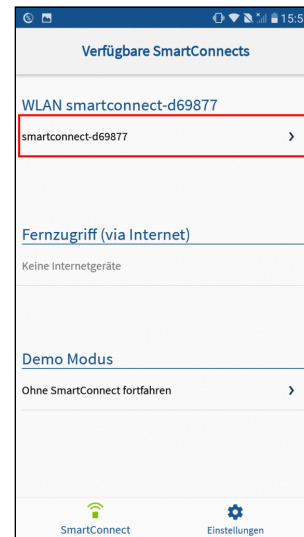 15:5
Verfügbare SmartConnects
WLAN smartconnect-d69877
smartconnect-d69877
Fernzugriff (via Internet)
Keine Internetgeräte
Demo Modus
Ohne SmartConnect fortfahren
SmartConnect
Einstellungen